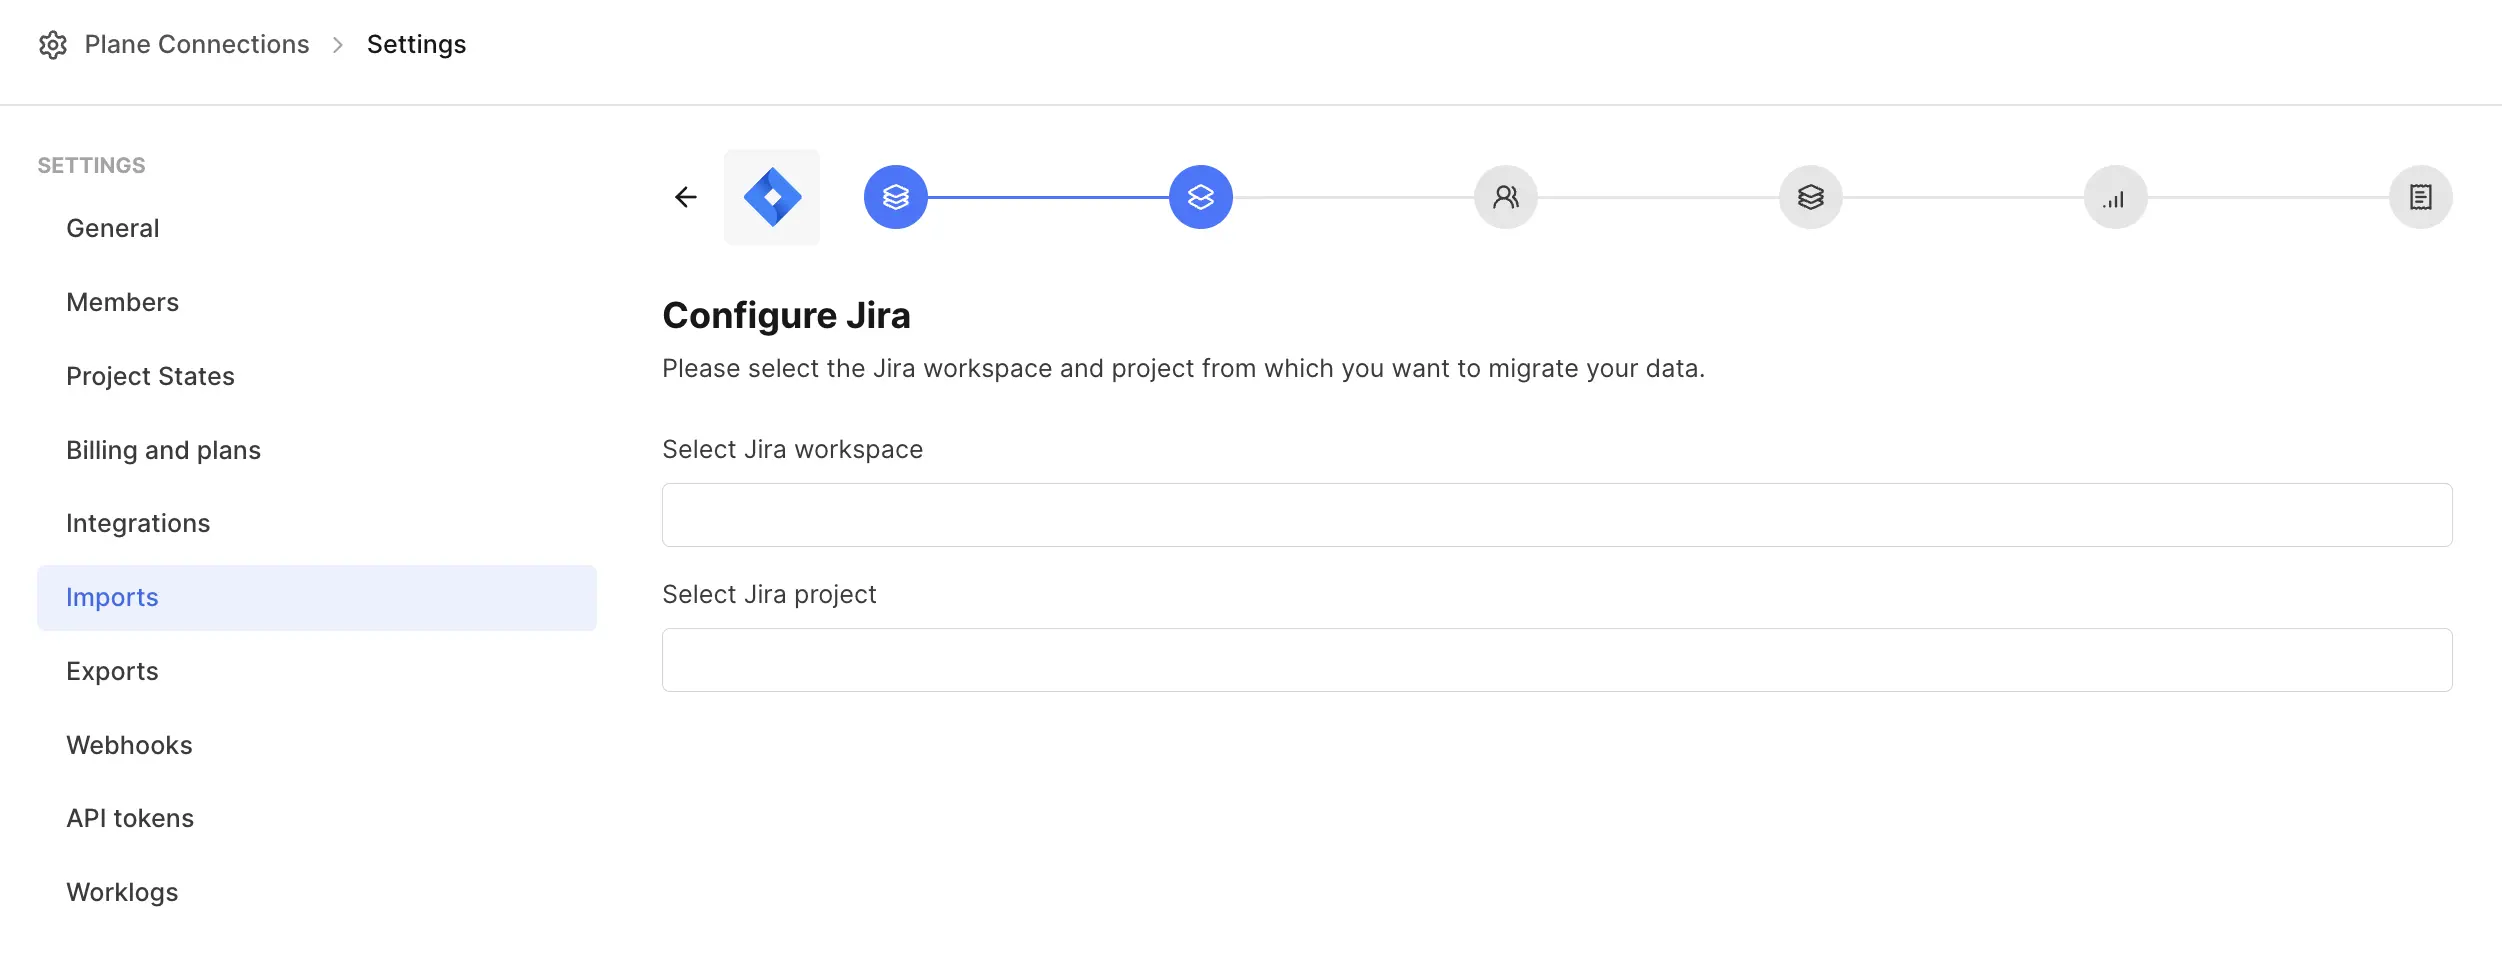 Plane Connections > Settings
SETTINGS
General
Members
Project States
Billing and plans
Integrations
Imports
Exports
Webhooks
API tokens
Worklogs
Configure Jira
Please select the Jira workspace and project from which you want to migrate your data.
Select Jira workspace
Select Jira project